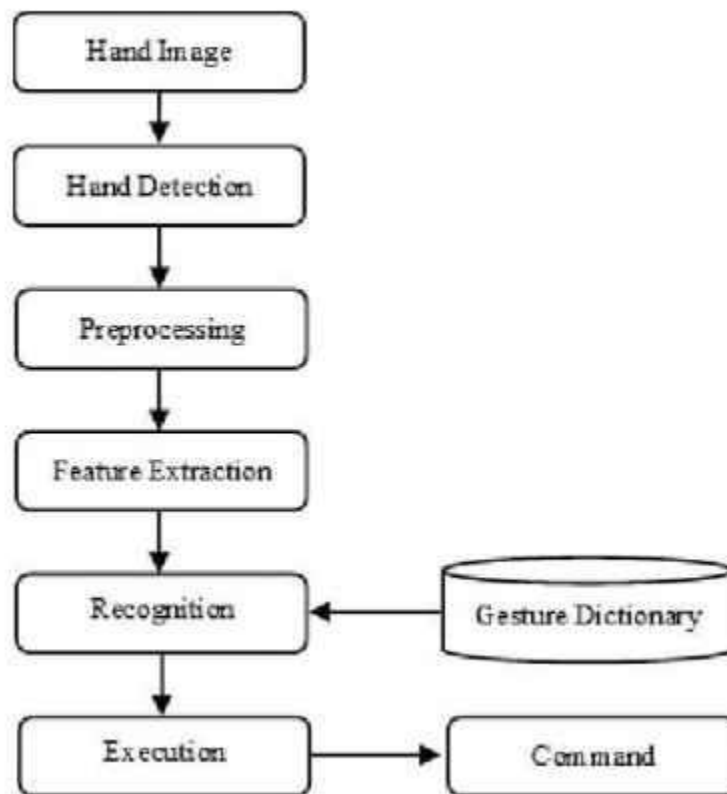 Hand Image
Hand Detection
Preprocessing
Feature Extraction
Recognition
Gesture Dictionary
Execution
Command